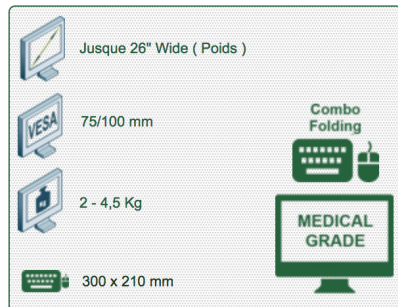 Jusque 26" Wide ( Poids )
VESA
75/100 mm
Combo
Folding
2 - 4,5 Kg
MEDICAL
GRADE
300 x 210 mm